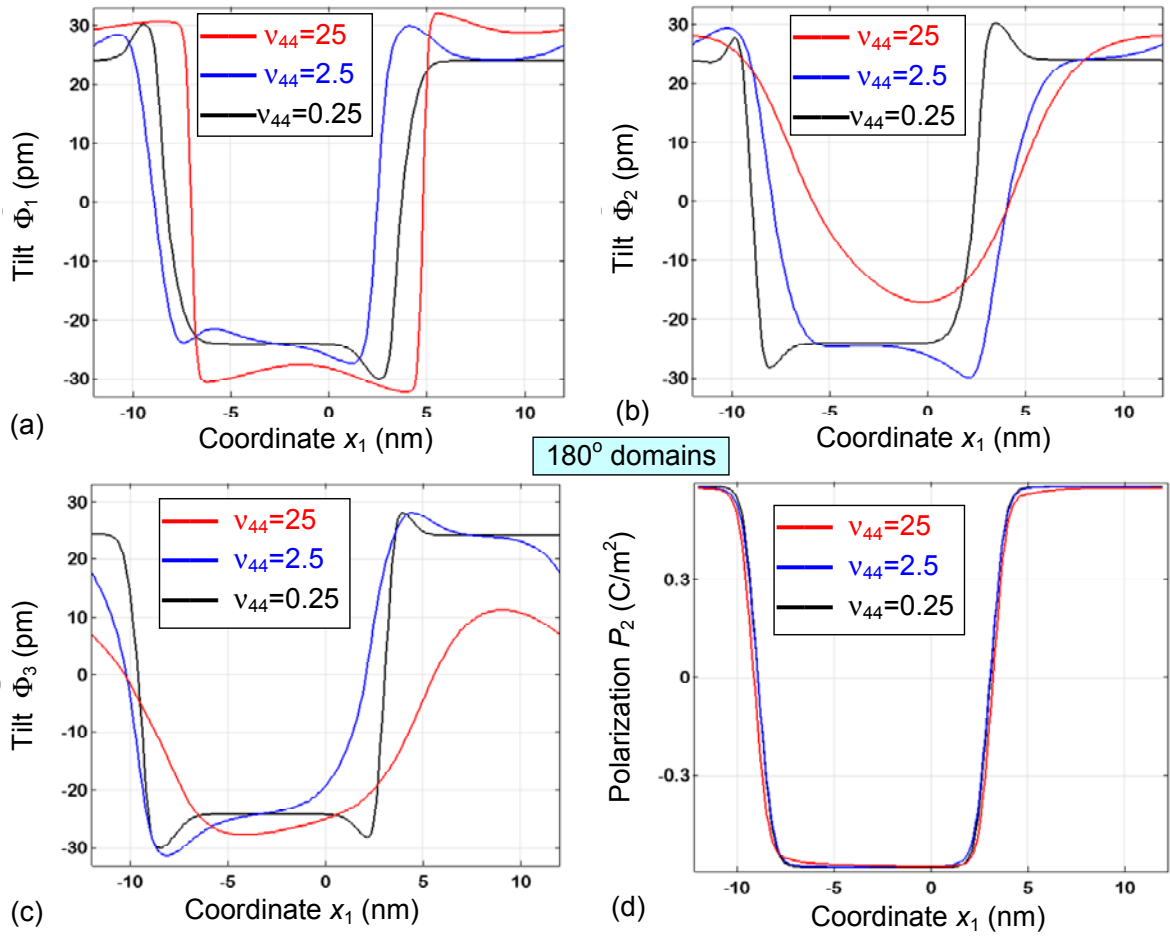 30
20
10
0
-10
-20
-30
Tilt Φ₁ (pm)
ν₄₄=25
ν₄₄=2.5
ν₄₄=0.25
-10
-5
0
5
10
Coordinate x₁ (nm)
(a)
30
20
10
0
-10
-20
-30
Tilt Φ₂ (pm)
ν₄₄=25
ν₄₄=2.5
ν₄₄=0.25
-10
-5
0
5
10
Coordinate x₁ (nm)
(b)
180° domains
30
20
10
0
-10
-20
-30
Tilt Φ₃ (pm)
ν₄₄=25
ν₄₄=2.5
ν₄₄=0.25
-10
-5
0
5
10
Coordinate x₁ (nm)
(c)
0.3
0
-0.3
Polarization P₂ (C/m²)
ν₄₄=25
ν₄₄=2.5
ν₄₄=0.25
-10
-5
0
5
10
Coordinate x₁ (nm)
(d)